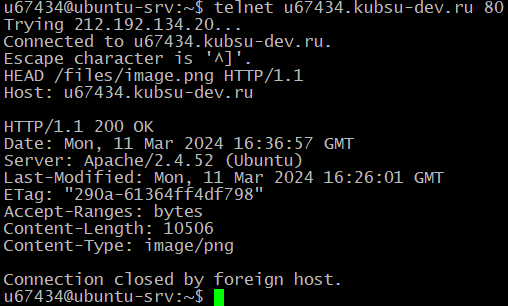 u67434@ubuntu-srv:~$ telnet u67434.kubsu-dev.ru 80
Trying 212.192.134.20...
Connected to u67434.kubsu-dev.ru.
Escape character is '^]'.
HEAD /files/image.png HTTP/1.1
Host: u67434.kubsu-dev.ru

HTTP/1.1 200 OK
Date: Mon, 11 Mar 2024 16:36:57 GMT
Server: Apache/2.4.52 (Ubuntu)
Last-Modified: Mon, 11 Mar 2024 16:26:01 GMT
ETag: "290a-61364ff4df798"
Accept-Ranges: bytes
Content-Length: 10506
Content-Type: image/png

Connection closed by foreign host.
u67434@ubuntu-srv:~$